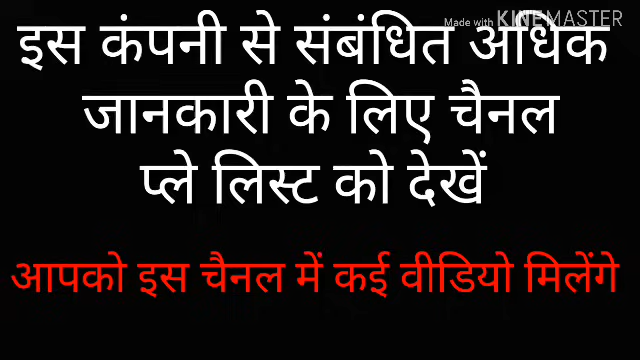 Made with KINEMASTER
इस कंपनी से संबंधित अधिक
जानकारी के लिए चैनल
प्ले लिस्ट को देखें
आपको इस चैनल में कई वीडियो मिलेंगे